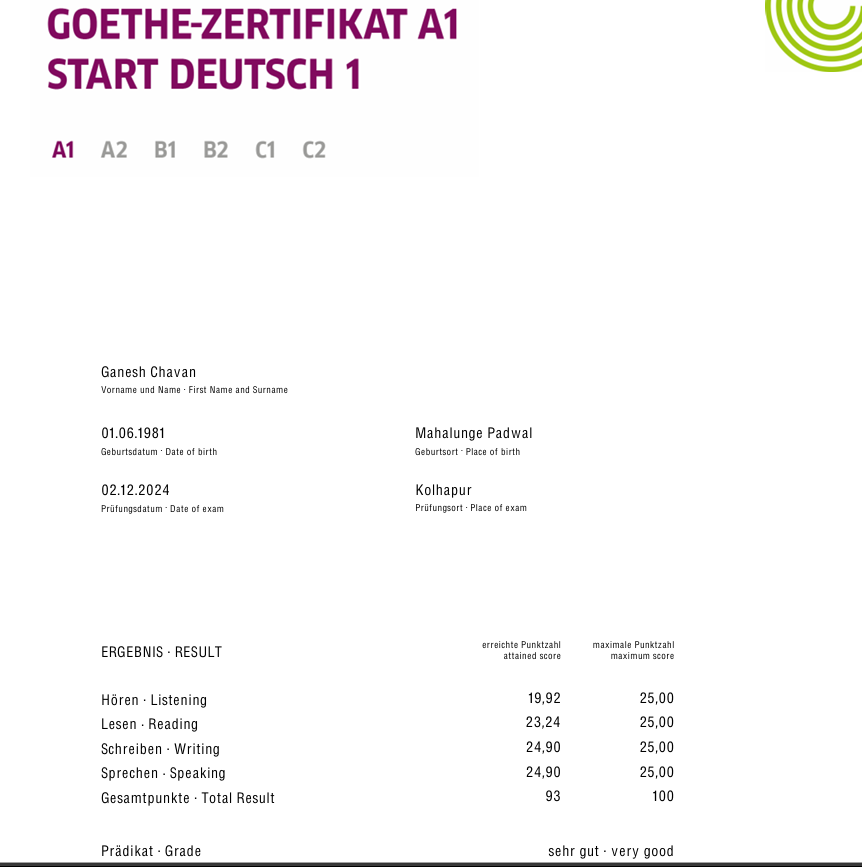 GOETHE-ZERTIFIKAT A1
START DEUTSCH 1
A1 A2 B1 B2 C1 C2
Ganesh Chavan
Vorname und Name · First Name and Surname
01.06.1981 Mahalunge Padwal
Geburtsdatum · Date of birth Geburtsort · Place of birth
02.12.2024 Kolhapur
Prüfungsdatum · Date of exam Prüfungsort · Place of exam
ERGEBNIS · RESULT erreichte Punktzahl maximale Punktzahl
attained score maximum score
Hören · Listening 19,92 25,00
Lesen · Reading 23,24 25,00
Schreiben · Writing 24,90 25,00
Sprechen · Speaking 24,90 25,00
Gesamtpunkte · Total Result 93 100
Prädikat · Grade sehr gut · very good